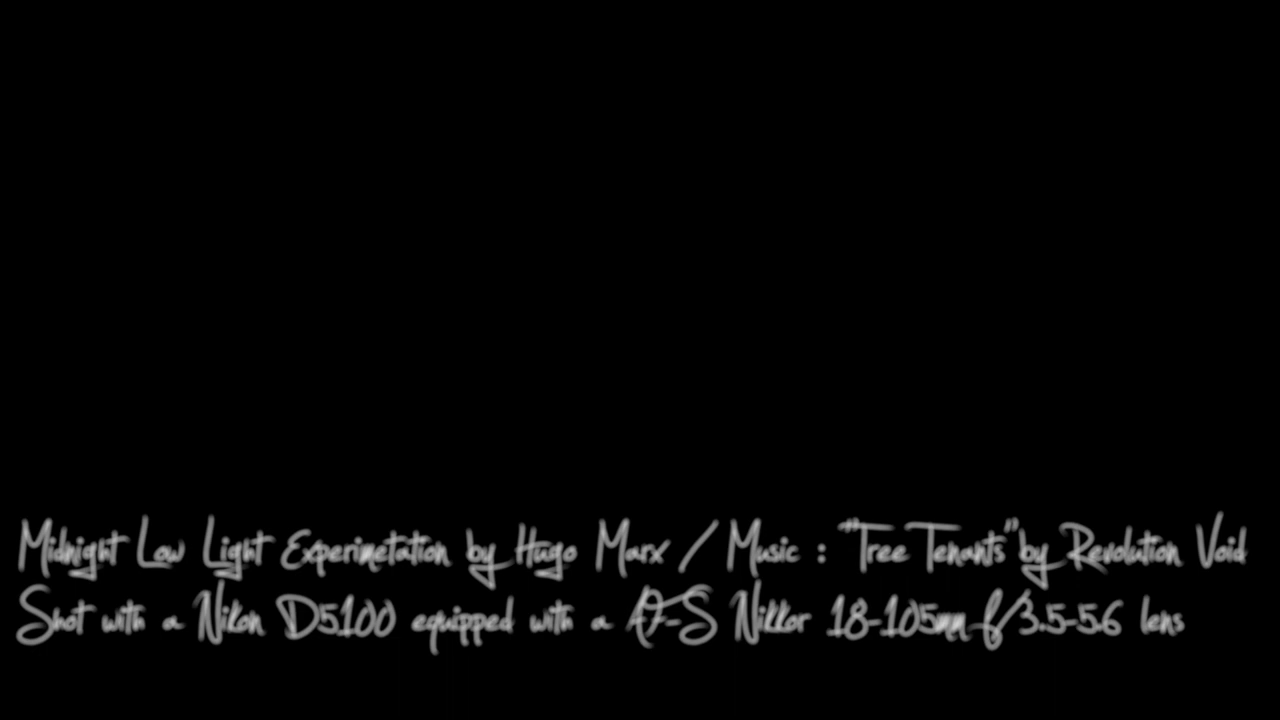 Midnight Low Light Experimetation by Hugo Marx / Music : "Tree Tenants" by Revolution Void
Shot with a Nikon D5100 equipped with a AF-S Nikkor 18-105mm f/3.5-5.6 lens